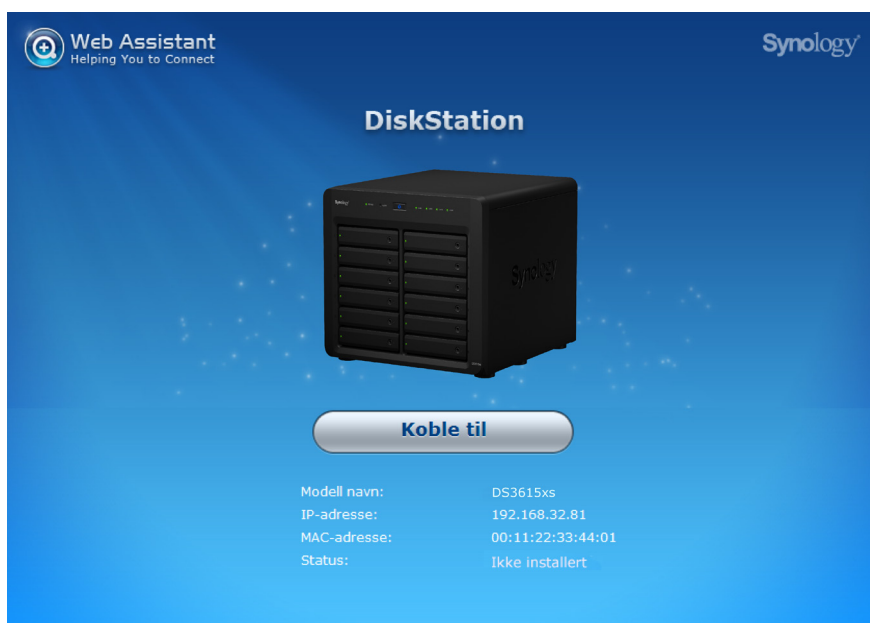 Web Assistant
Helping You to Connect
Synology
DiskStation
Synology
Koble til
Modell navn: DS3615xs
IP-adresse: 192.168.32.81
MAC-adresse: 00:11:22:33:44:01
Status: Ikke installert